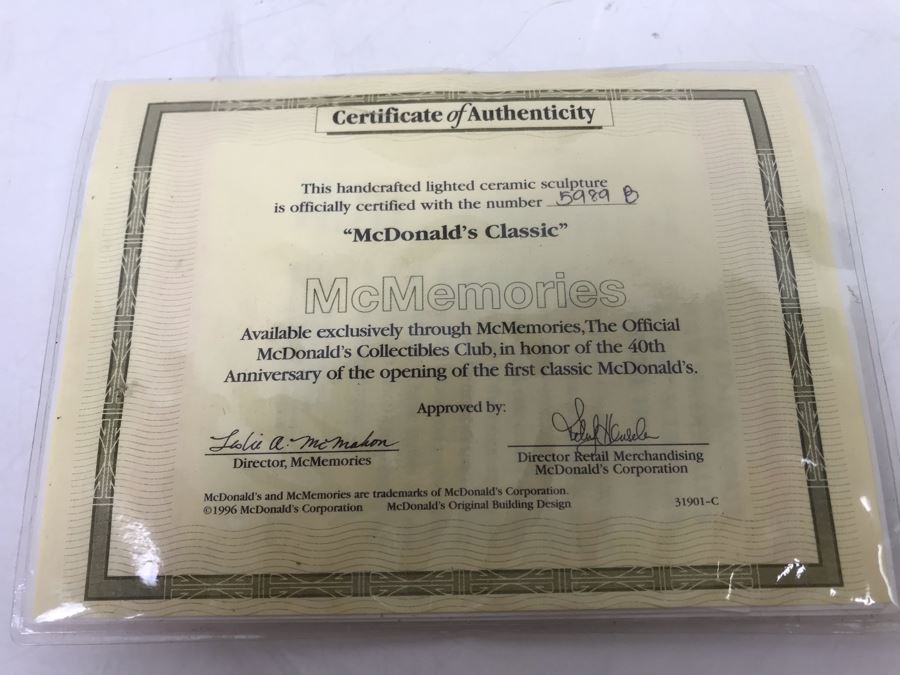 Certificate of Authenticity
This handcrafted lighted ceramic sculpture
is officially certified with the number 5989 B
“McDonald's Classic”
McMemories
Available exclusively through McMemories, The Official
McDonald's Collectibles Club, in honor of the 40th
Anniversary of the opening of the first classic McDonald's.
Approved by:
Leslie A. McMahon
Director, McMemories
Director Retail Merchandising
McDonald's Corporation
McDonald's and McMemories are trademarks of McDonald's Corporation.
©1996 McDonald's Corporation McDonald's Original Building Design
31901-C